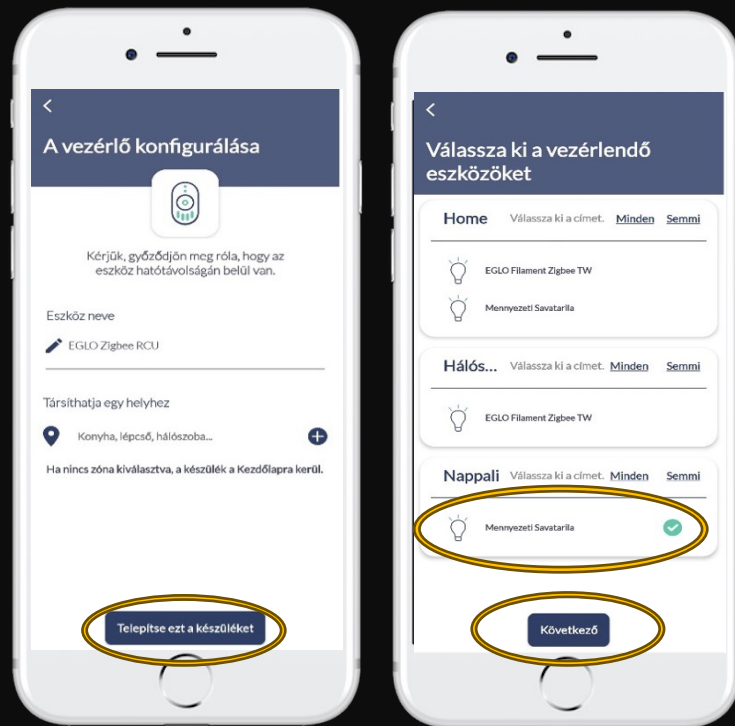 A vezérlő konfigurálása
Kérjük, győződjön meg róla, hogy az
eszköz hatótávolságán belül van.
Eszköz neve
EGLO Zigbee RCU
Társíthatja egy helyhez
Konyha, lépcső, hálószoba...
Ha nincs zóna kiválasztva, a készülék a Kezdőlapra kerül.
Telepítse ezt a készüléket
Válassza ki a vezérlendő
eszközöket
Home Válassza ki a címet. Minden Semmi
EGLO Filament Zigbee TW
Mennyezeti Savatarila
Hálós... Válassza ki a címet. Minden Semmi
EGLO Filament Zigbee TW
Nappali Válassza ki a címet. Minden Semmi
Mennyezeti Savatarila
Következő